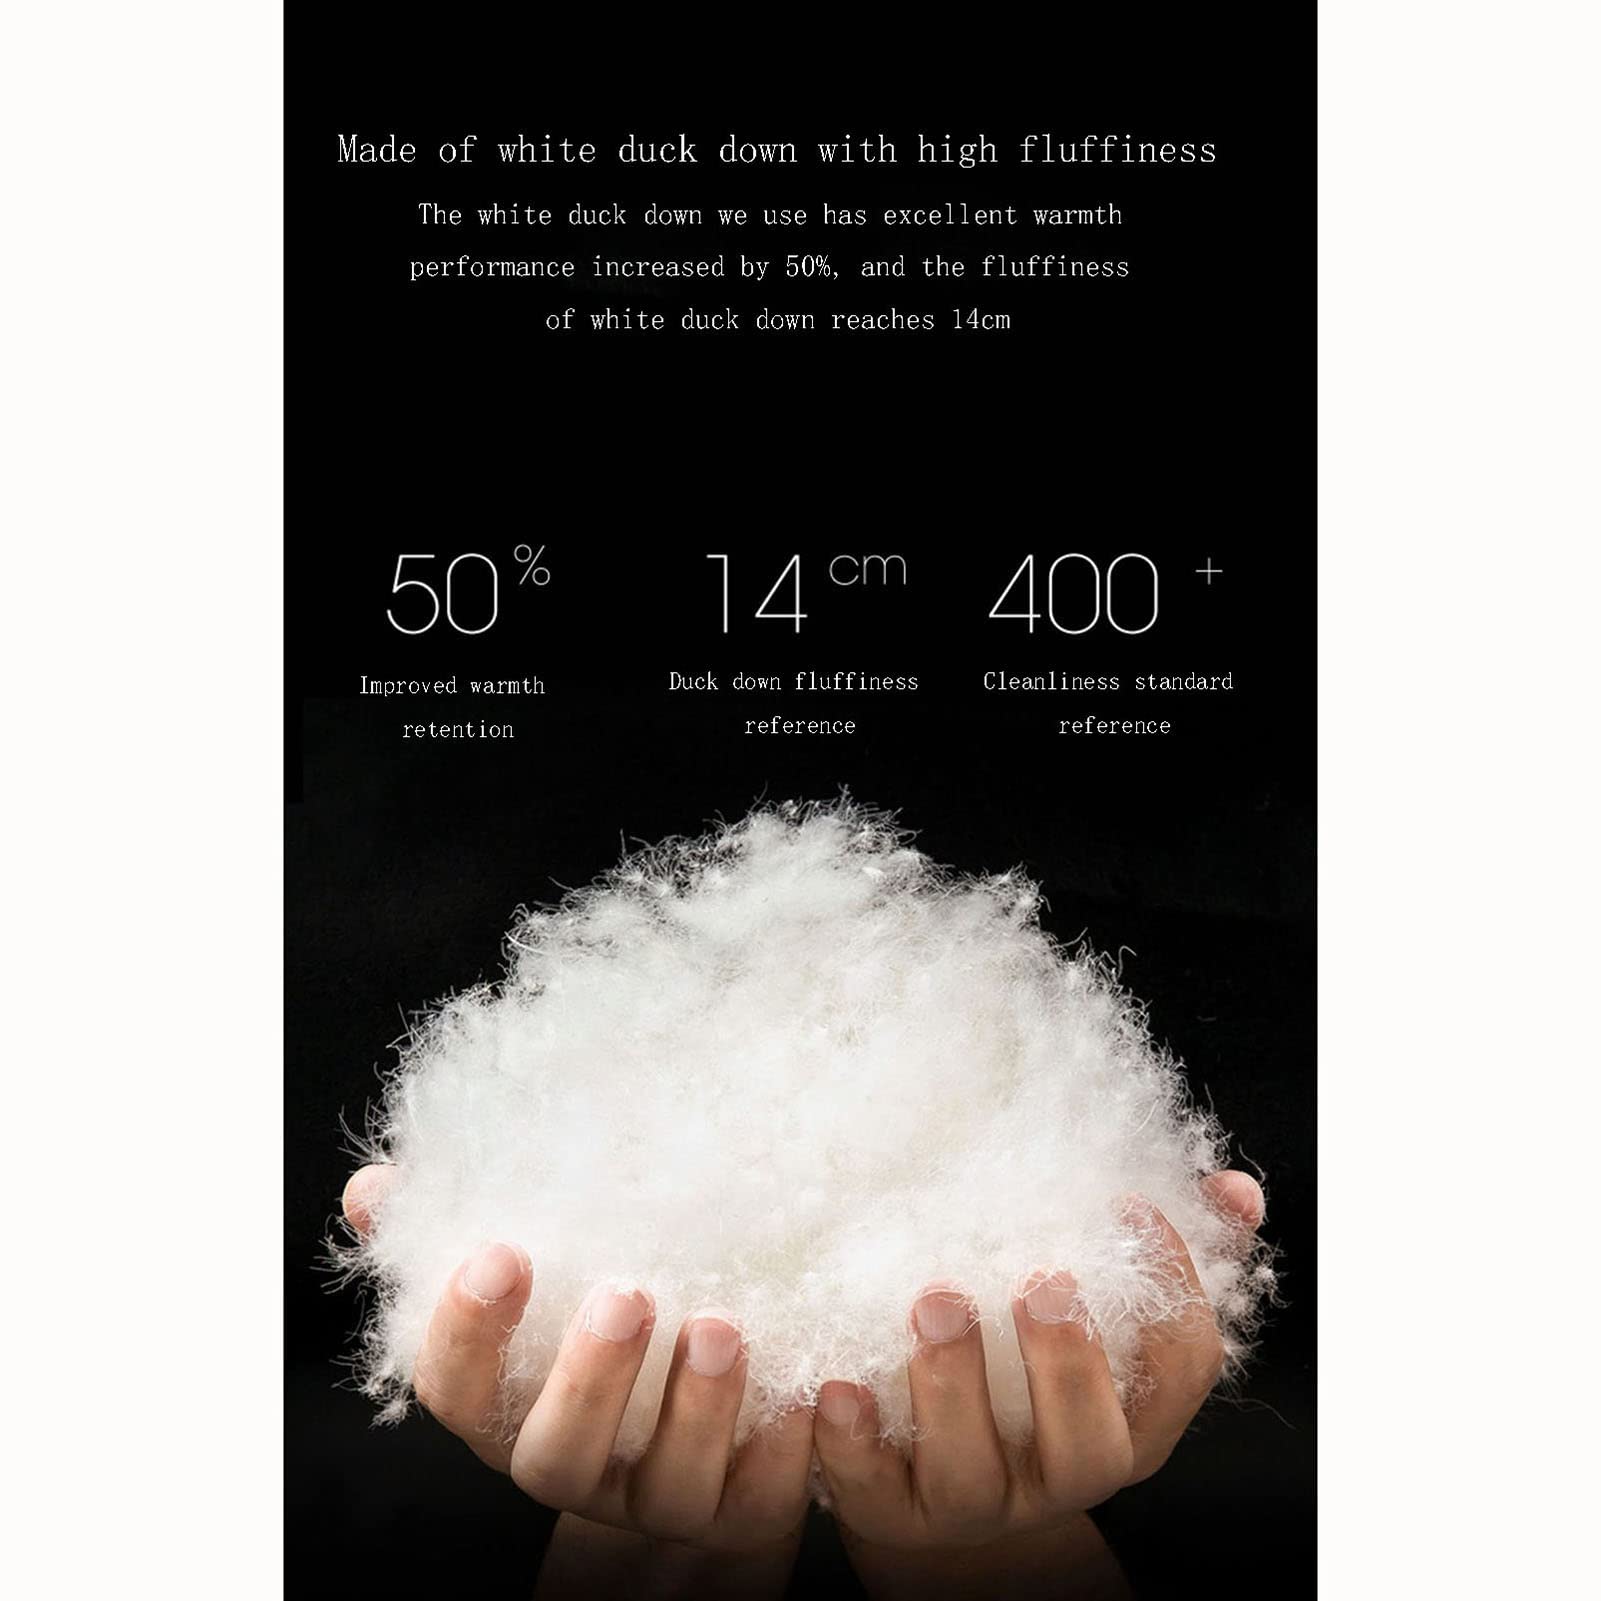 Made of white duck down with high fluffiness
The white duck down we use has excellent warmth
performance increased by 50%, and the fluffiness
of white duck down reaches 14cm
50%
14cm
400+
Improved warmth
retention
Duck down fluffiness
reference
Cleanliness standard
reference